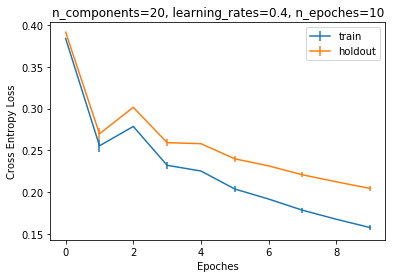 n_components=20, learning_rates=0.4, n_epoches=10
train
holdout
Cross Entropy Loss
0.40
0.35
0.30
0.25
0.20
0.15
0 2 4 6 8
Epoches